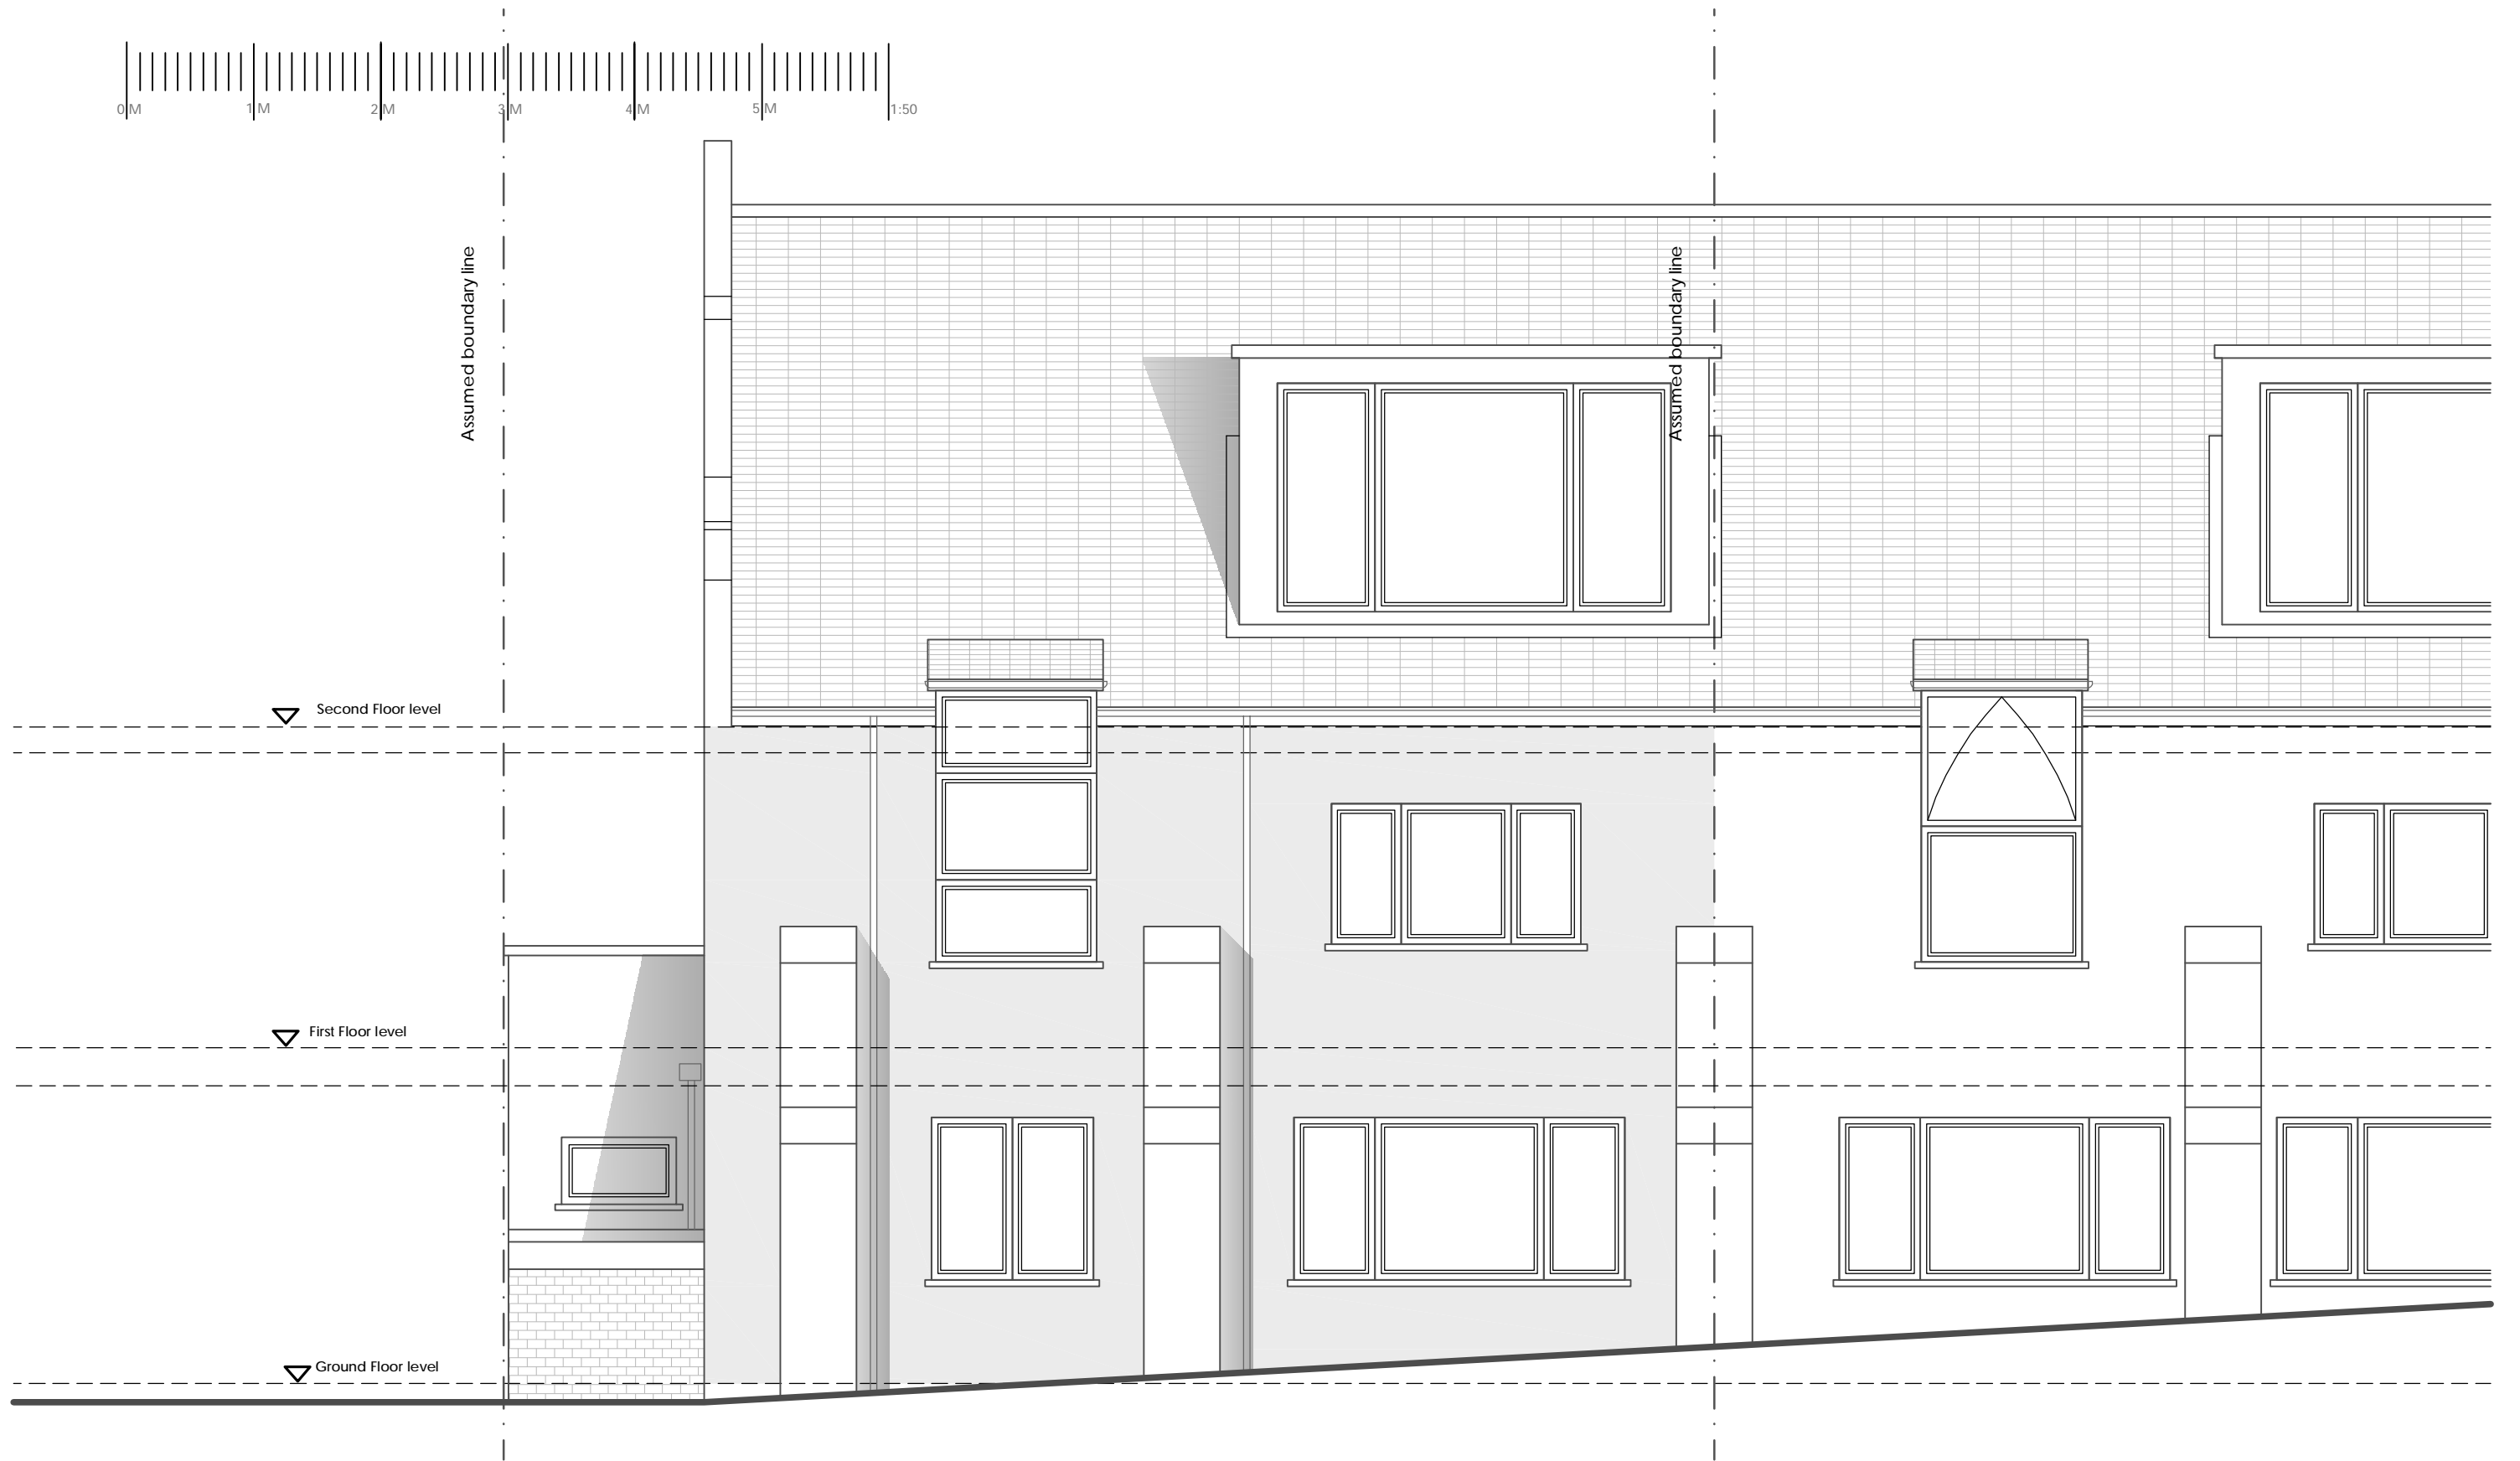 0 M 1 M 2 M 3 M 4 M 5 M 1:50
Assumed boundary line
Assumed boundary line
Second Floor level
First Floor level
Ground Floor level